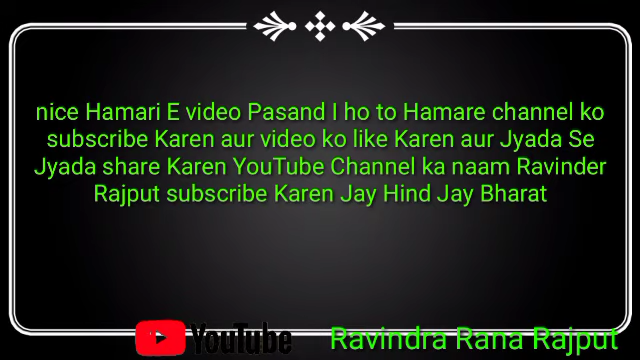 nice Hamari E video Pasand I ho to Hamare channel ko
subscribe Karen aur video ko like Karen aur Jyada Se
Jyada share Karen YouTube Channel ka naam Ravinder
Rajput subscribe Karen Jay Hind Jay Bharat
YouTube Ravindra Rana Rajput